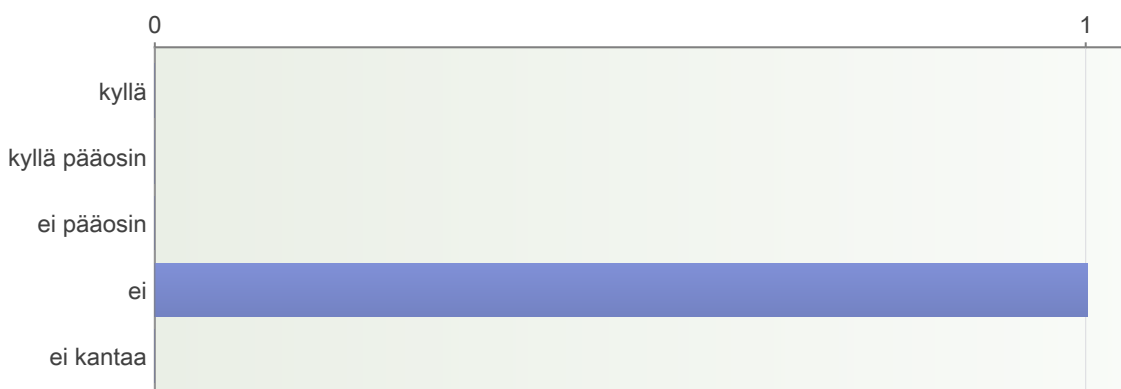 0 1
kyllä
kyllä pääosin
ei pääosin
ei
ei kantaa